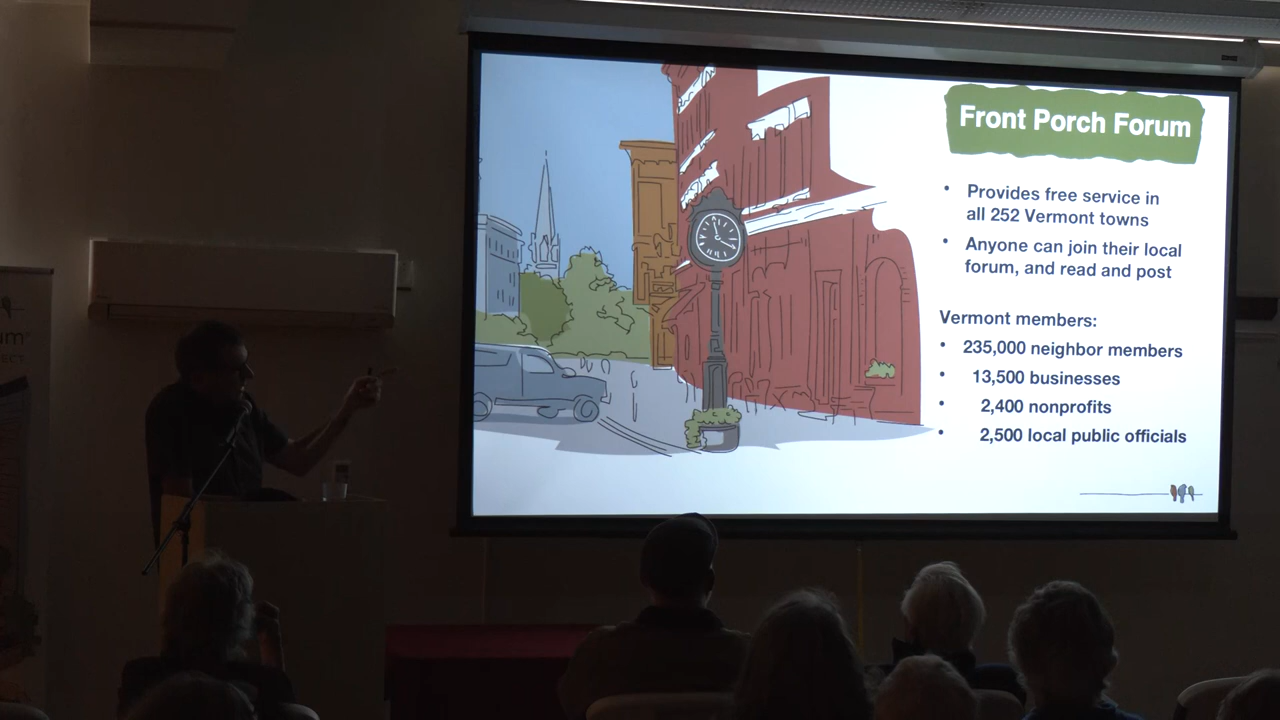 Front Porch Forum
• Provides free service in
all 252 Vermont towns
• Anyone can join their local
forum, and read and post
Vermont members:
• 235,000 neighbor members
• 13,500 businesses
• 2,400 nonprofits
• 2,500 local public officials